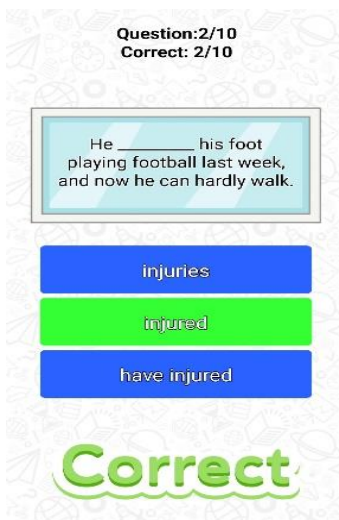 Question:2/10
Correct: 2/10
He ________ his foot
playing football last week,
and now he can hardly walk.
injuries
injured
have injured
Correct